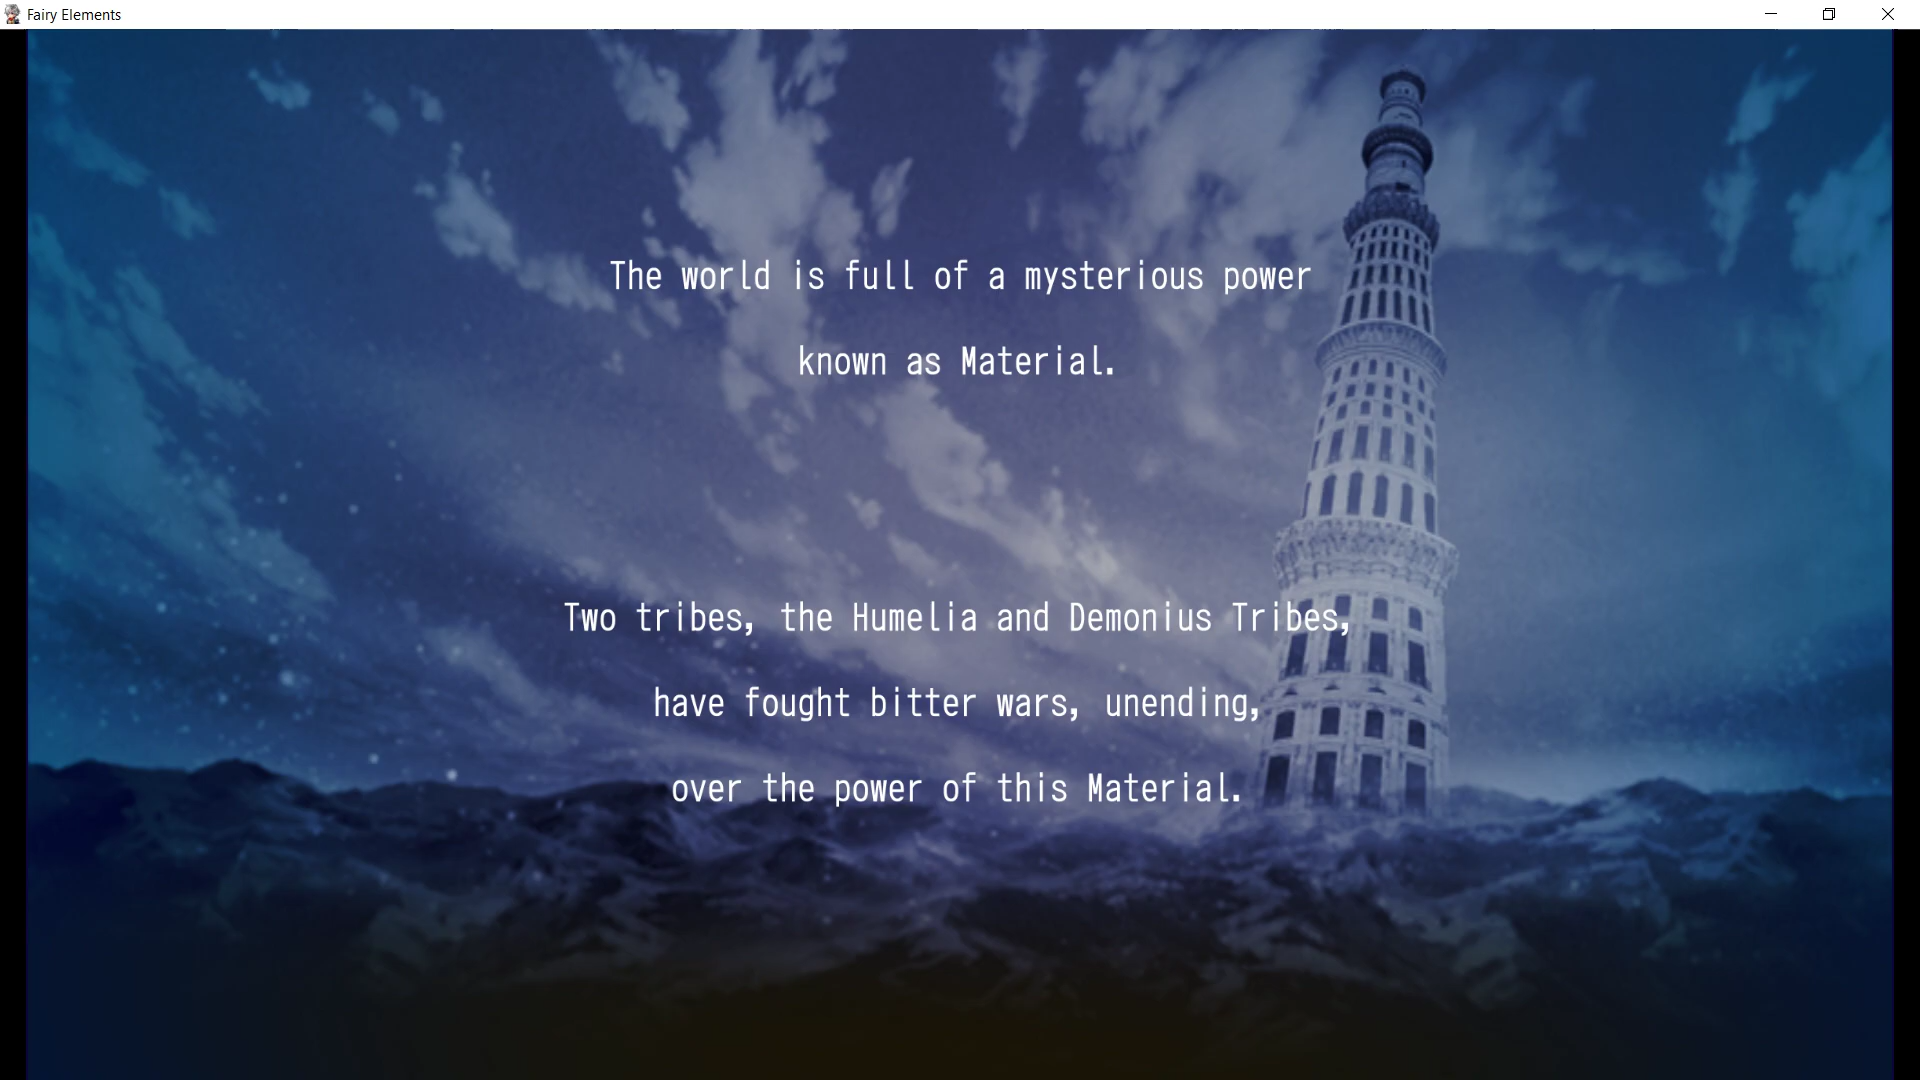 Fairy Elements
The world is full of a mysterious power
known as Material.
Two tribes, the Humelia and Demonius Tribes,
have fought bitter wars, unending,
over the power of this Material.